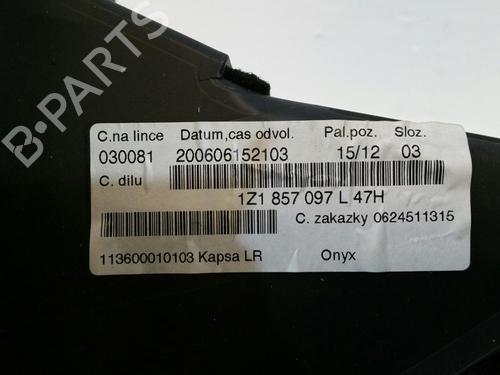 C.na lince Datum,cas odvol. Pal.poz. Sloz.
030081 200606152103 15/12 03
C. dilu
1Z1 857 097 L 47H
C. zakazky 0624511315
113600010103 Kapsa LR Onyx
B-PARTS